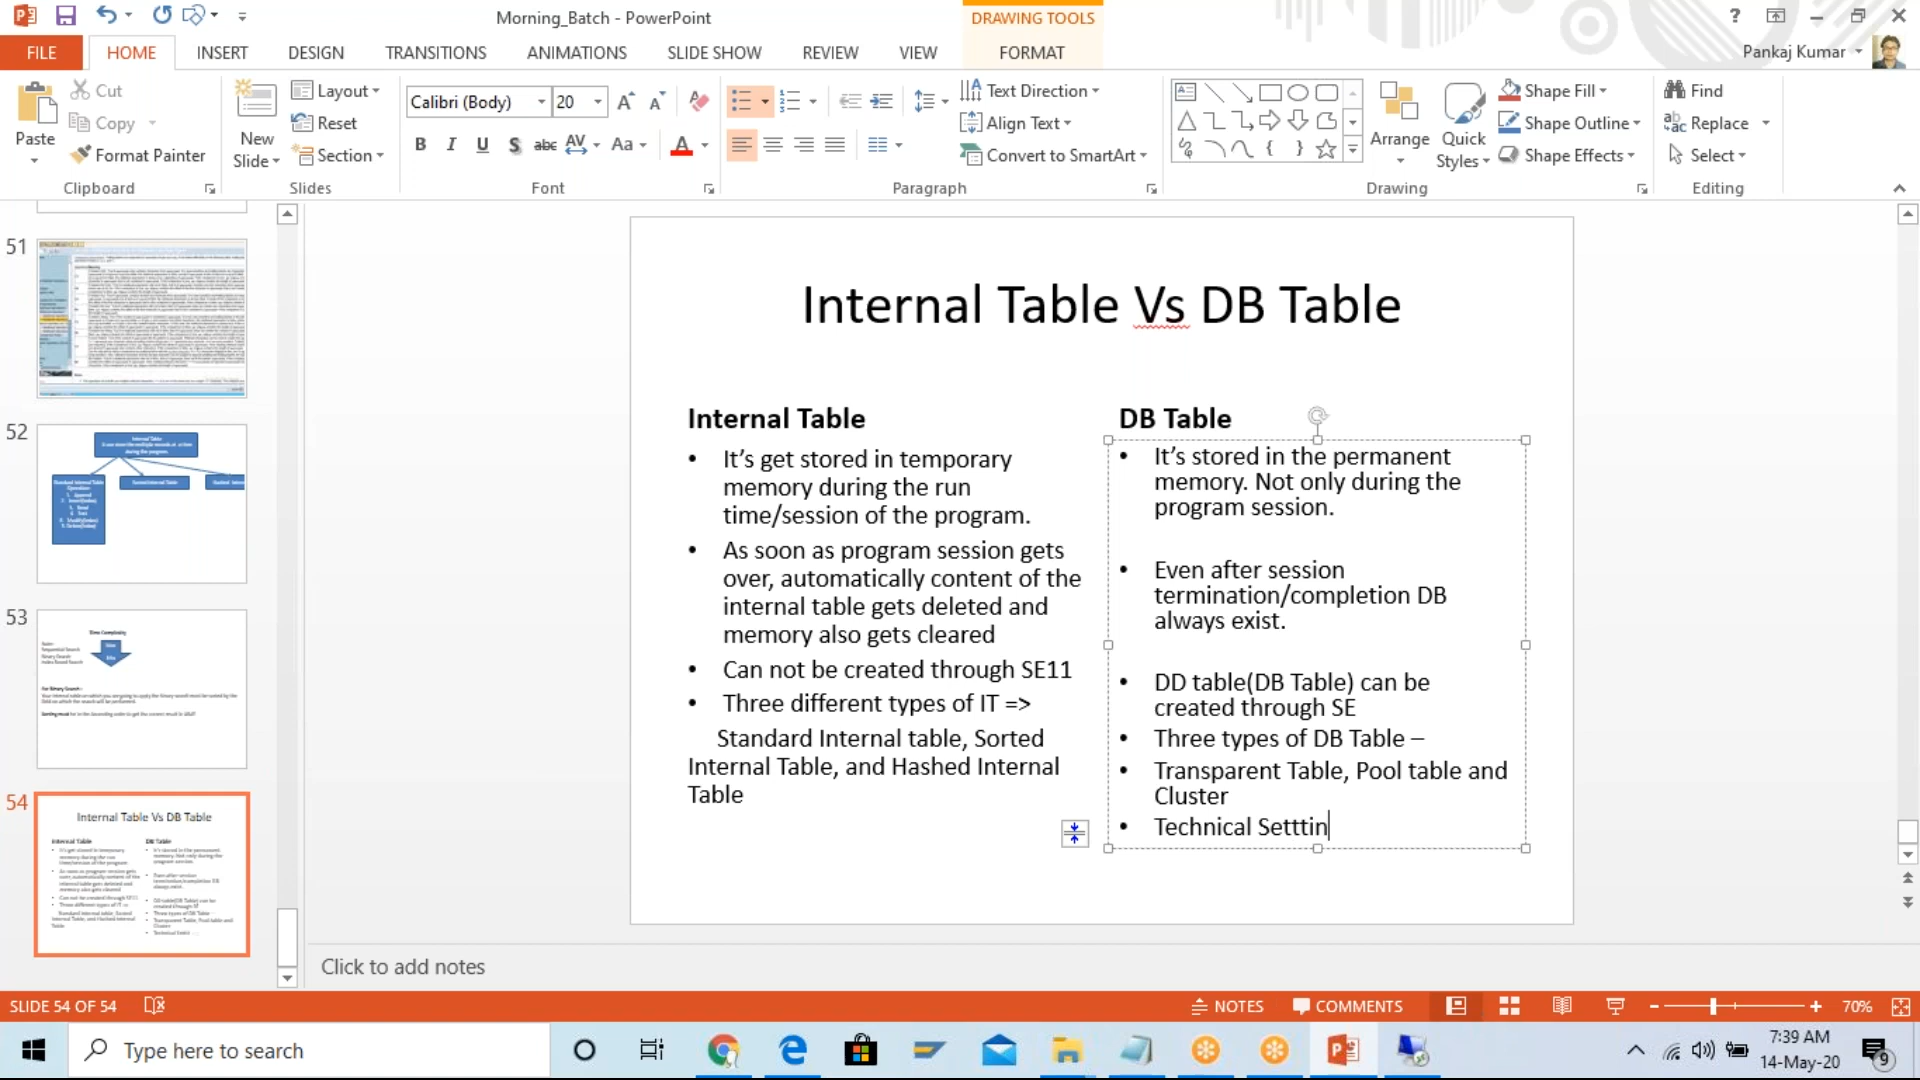 Morning_Batch - PowerPoint
DRAWING TOOLS
?
FILE
HOME
INSERT
DESIGN
TRANSITIONS
ANIMATIONS
SLIDE SHOW
REVIEW
VIEW
FORMAT
Pankaj Kumar
Paste
Cut
Copy
Format Painter
Clipboard
New
Slide
Layout
Reset
Section
Slides
Calibri (Body)
20
B I U S abc AV Aa A
Font
Paragraph
Text Direction
Align Text
Convert to SmartArt
Arrange
Quick
Styles
Shape Fill
Shape Outline
Shape Effects
Drawing
Find
Replace
Select
Editing
51
52
53
54
Internal Table Vs DB Table
Internal Table
• It’s get stored in temporary
memory during the run
time/session of the program.
• As soon as program session gets
over, automatically content of the
internal table gets deleted and
memory also gets cleared
• Can not be created through SE11
• Three different types of IT =>
Standard Internal table, Sorted
Internal Table, and Hashed Internal
Table
DB Table
• It’s stored in the permanent
memory. Not only during the
program session.
• Even after session
termination/completion DB
always exist.
• DD table(DB Table) can be
created through SE
• Three types of DB Table –
• Transparent Table, Pool table and
Cluster
• Technical Setttin
Click to add notes
SLIDE 54 OF 54
NOTES
COMMENTS
70%
Type here to search
7:39 AM
14-May-20
9